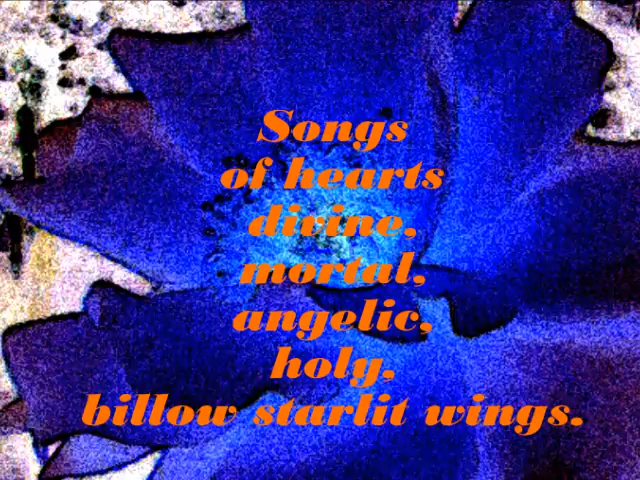 Songs
of hearts
divine,
mortal,
angelic,
holy,
billow starlit wings.